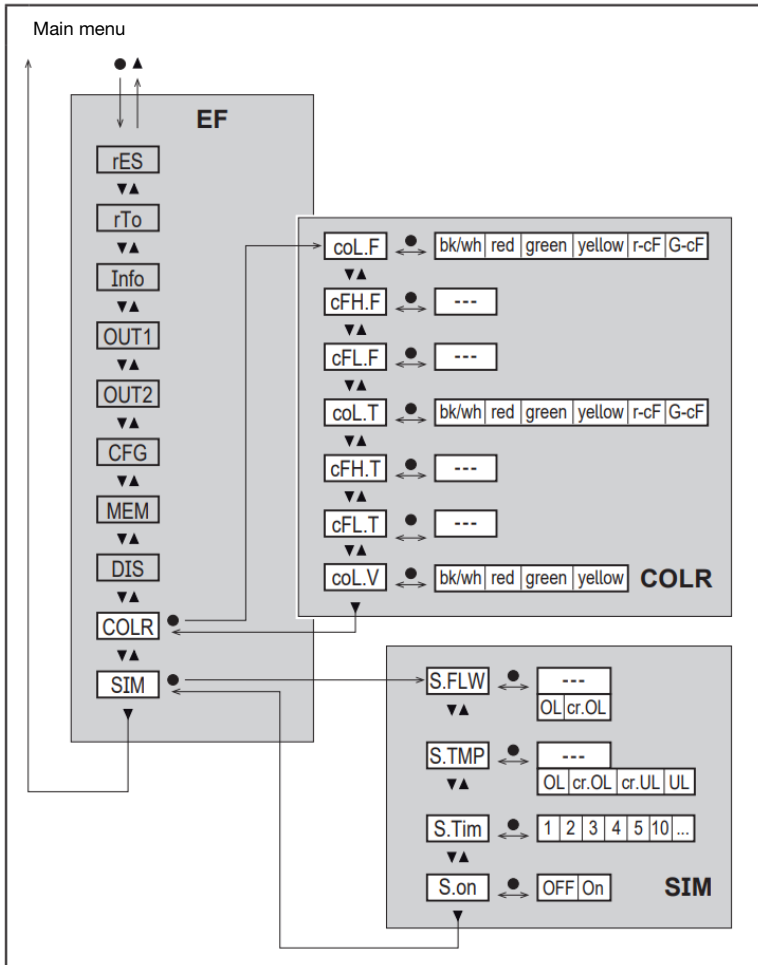 Main menu
EF
rES
rTo
Info
OUT1
OUT2
CFG
MEM
DIS
COLR
SIM
coL.F bk/wh red green yellow r-cF G-cF
cFH.F ---
cFL.F ---
coL.T bk/wh red green yellow r-cF G-cF
cFH.T ---
cFL.T ---
coL.V bk/wh red green yellow COLR
S.FLW ---
OL cr.OL
S.TMP ---
OL cr.OL cr.UL UL
S.Tim 1 2 3 4 5 10 ...
S.on OFF On SIM